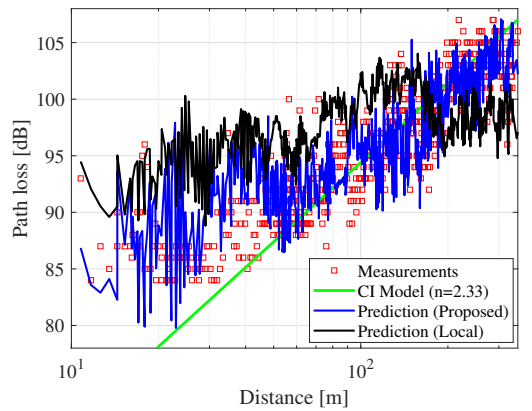 105
100
95
90
85
80
Path loss [dB]
10^1
10^2
Distance [m]
Measurements
CI Model (n=2.33)
Prediction (Proposed)
Prediction (Local)